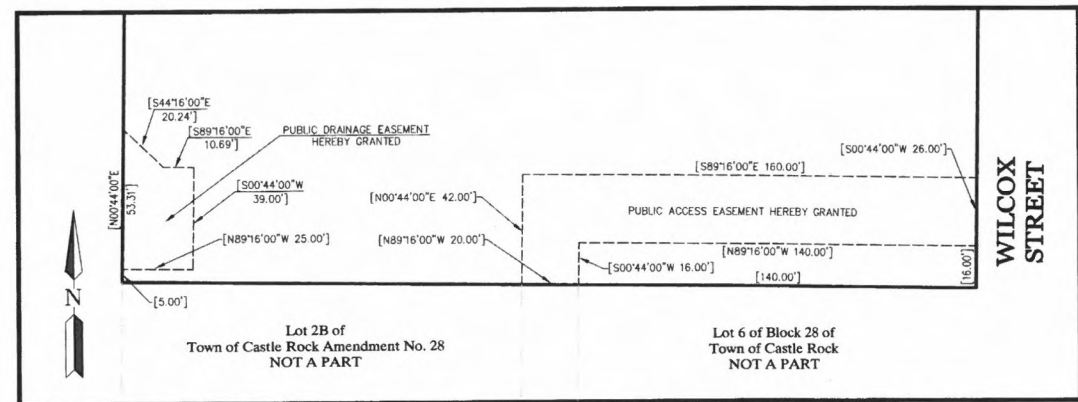 [S44°16'00"E
20.24']
[S89°16'00"E
10.69']
PUBLIC DRAINAGE EASEMENT
HEREBY GRANTED
[S00°44'00"W 26.00']
[N00°44'00"E
53.31']
[S00°44'00"W
39.00']
[N00°44'00"E 42.00']
[S89°16'00"E 160.00']
PUBLIC ACCESS EASEMENT HEREBY GRANTED
WILCOX
STREET
[N89°16'00"W 25.00']
[N89°16'00"W 20.00']
[N89°16'00"W 140.00']
[S00°44'00"W 16.00']
[140.00']
[16.00']
N
[5.00']
Lot 2B of
Town of Castle Rock Amendment No. 28
NOT A PART
Lot 6 of Block 28 of
Town of Castle Rock
NOT A PART